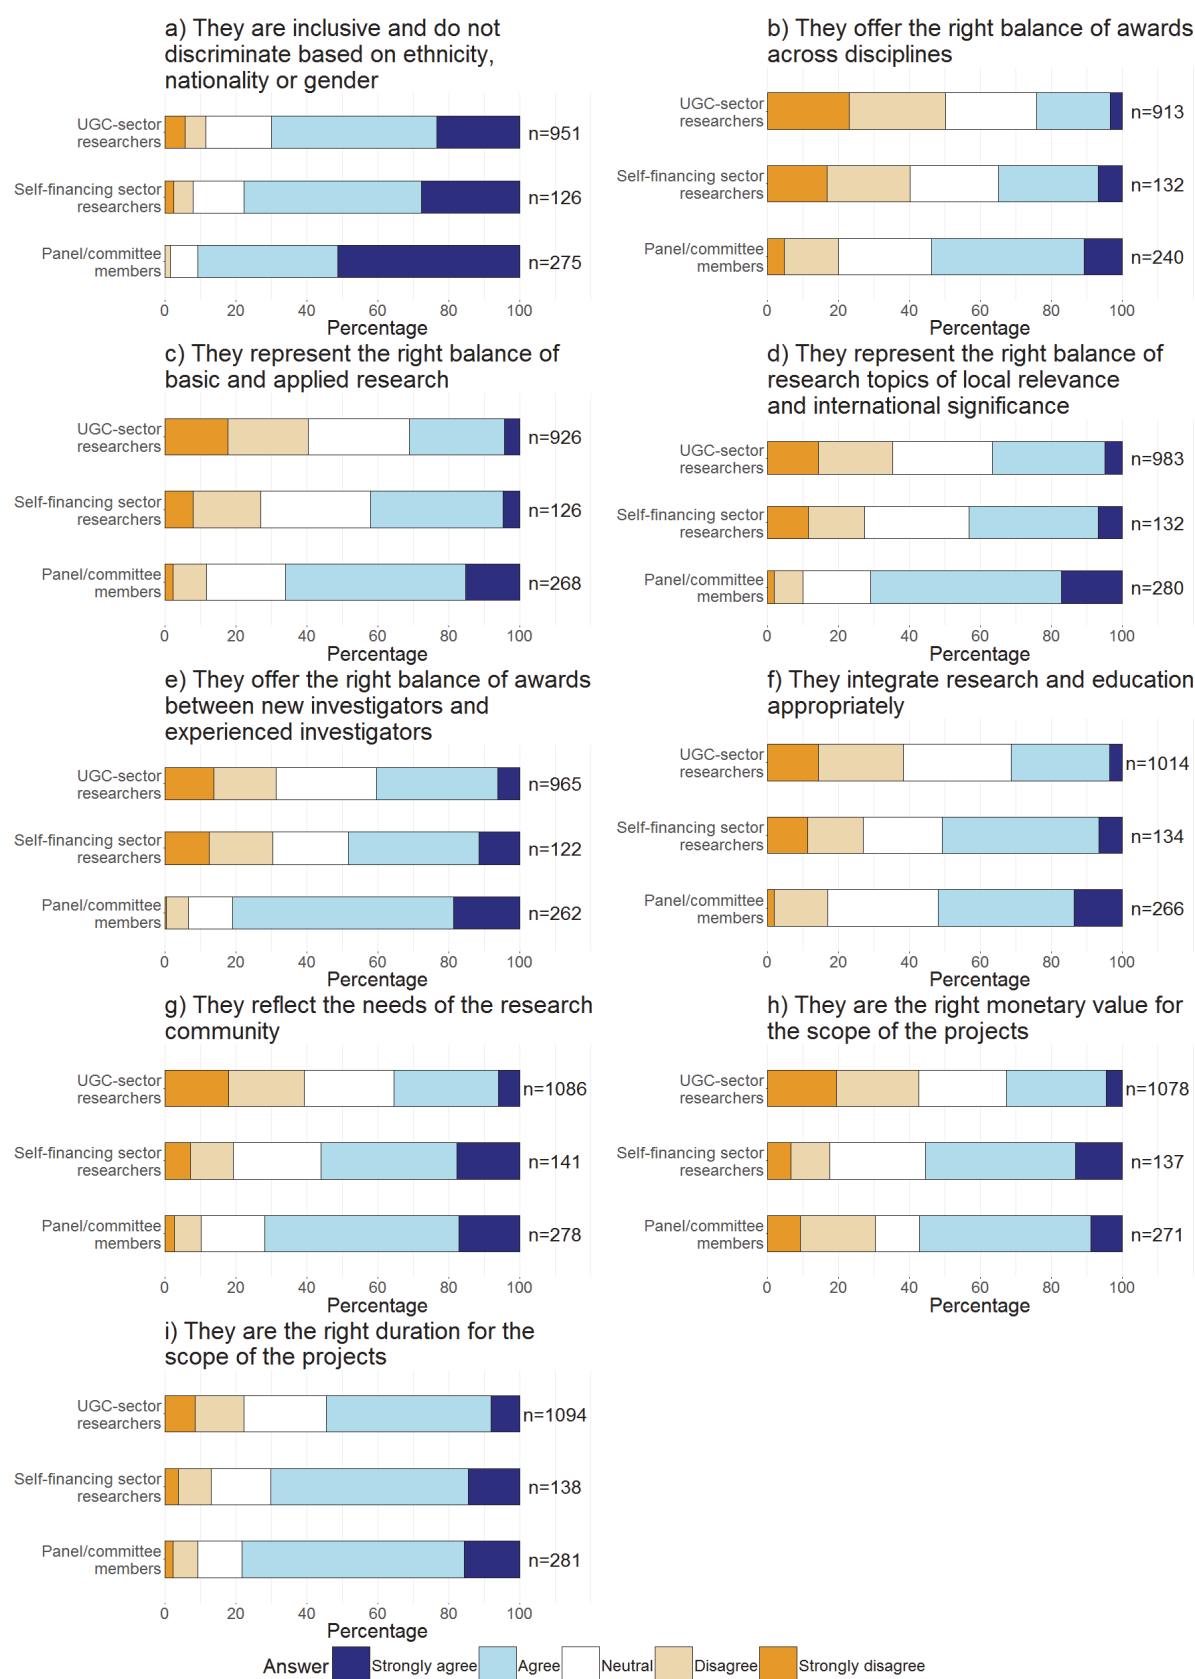 a) They are inclusive and do not
discriminate based on ethnicity,
nationality or gender
UGC-sector
researchers
n=951
Self-financing sector
researchers
n=126
Panel/committee
members
n=275
0 20 40 60 80 100
Percentage
b) They offer the right balance of awards
across disciplines
UGC-sector
researchers
n=913
Self-financing sector
researchers
n=132
Panel/committee
members
n=240
0 20 40 60 80 100
Percentage
c) They represent the right balance of
basic and applied research
UGC-sector
researchers
n=926
Self-financing sector
researchers
n=126
Panel/committee
members
n=268
0 20 40 60 80 100
Percentage
d) They represent the right balance of
research topics of local relevance
and international significance
UGC-sector
researchers
n=983
Self-financing sector
researchers
n=132
Panel/committee
members
n=280
0 20 40 60 80 100
Percentage
e) They offer the right balance of awards
between new investigators and
experienced investigators
UGC-sector
researchers
n=965
Self-financing sector
researchers
n=122
Panel/committee
members
n=262
0 20 40 60 80 100
Percentage
f) They integrate research and education
appropriately
UGC-sector
researchers
n=1014
Self-financing sector
researchers
n=134
Panel/committee
members
n=266
0 20 40 60 80 100
Percentage
g) They reflect the needs of the research
community
UGC-sector
researchers
n=1086
Self-financing sector
researchers
n=141
Panel/committee
members
n=278
0 20 40 60 80 100
Percentage
h) They are the right monetary value for
the scope of the projects
UGC-sector
researchers
n=1078
Self-financing sector
researchers
n=137
Panel/committee
members
n=271
0 20 40 60 80 100
Percentage
i) They are the right duration for the
scope of the projects
UGC-sector
researchers
n=1094
Self-financing sector
researchers
n=138
Panel/committee
members
n=281
0 20 40 60 80 100
Percentage
Answer Strongly agree Agree Neutral Disagree Strongly disagree